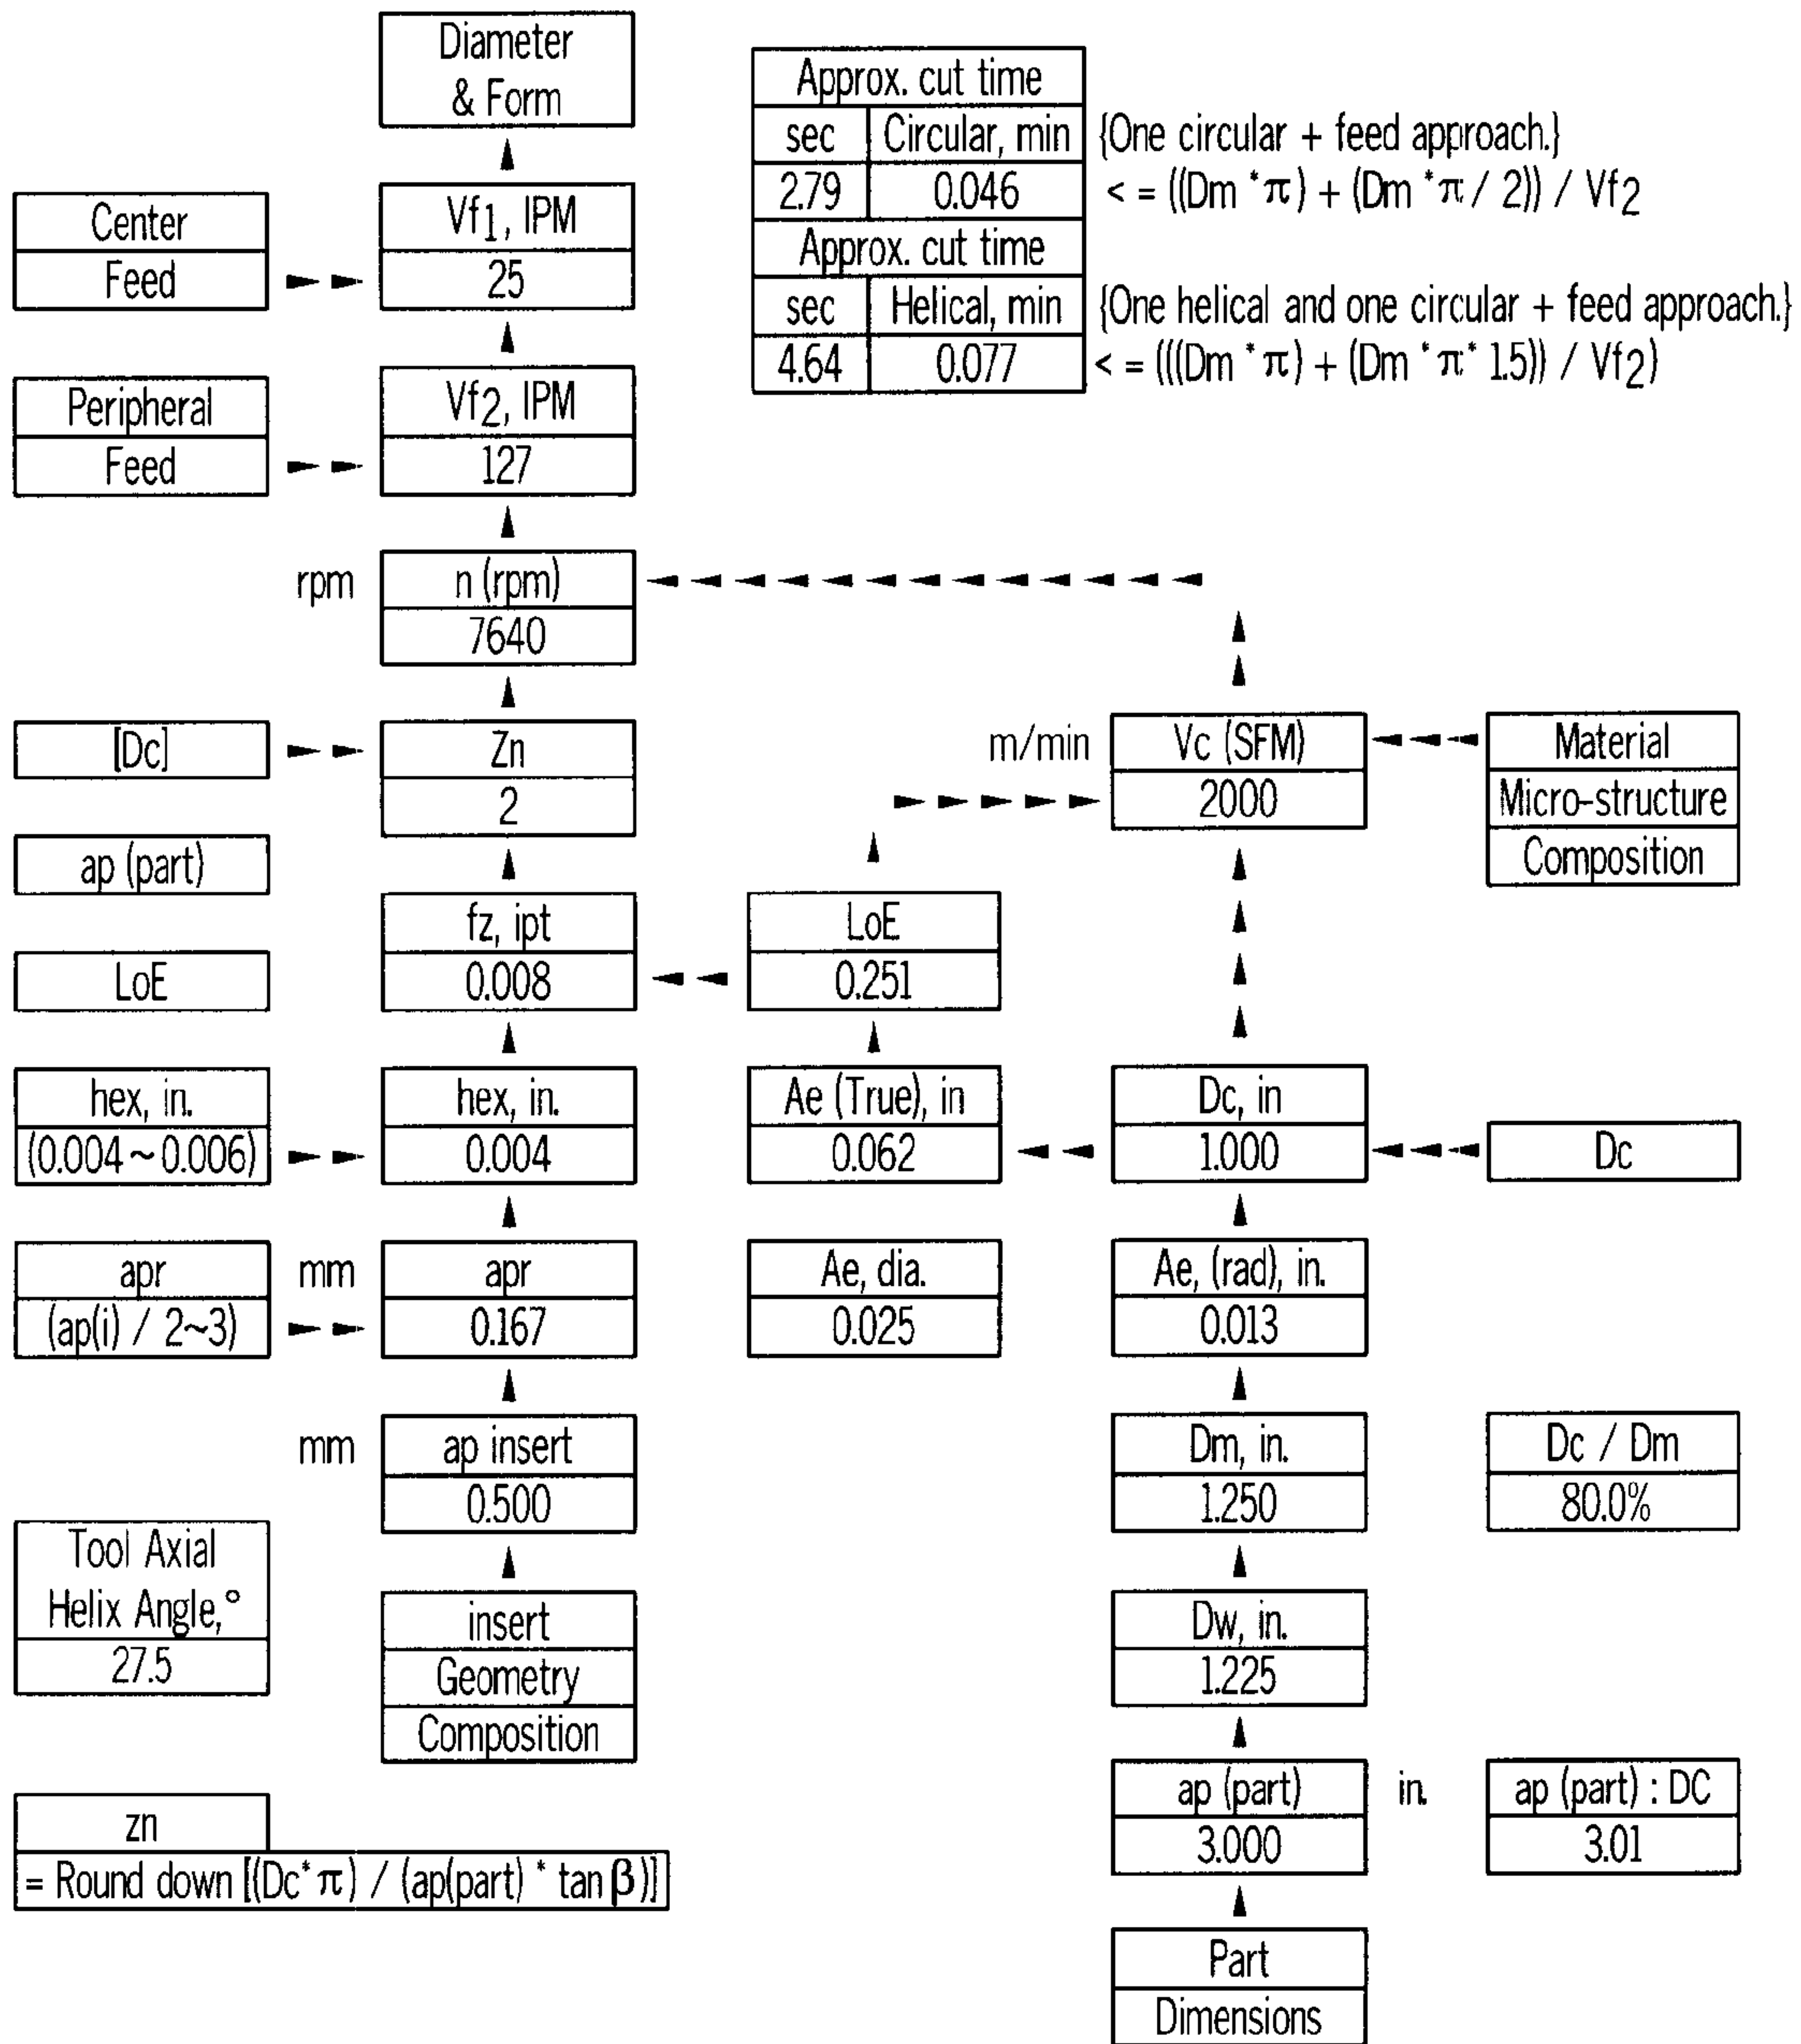 Diameter
& Form
Approx. cut time
sec Circular, min {One circular + feed approach.}
2.79 0.046 < = ((Dm * π) + (Dm * π / 2)) / Vf2
Approx. cut time
sec Helical, min {One helical and one circular + feed approach.}
4.64 0.077 < = (((Dm * π) + (Dm * π * 1.5)) / Vf2)
Center
Feed
Vf1, IPM
25
Peripheral
Feed
Vf2, IPM
127
rpm
n (rpm)
7640
[Dc]
Zn
2
m/min
Vc (SFM)
2000
Material
Micro-structure
Composition
ap (part)
fz, ipt
0.008
LoE
0.251
LoE
hex, in.
(0.004 ~ 0.006)
hex, in.
0.004
Ae (True), in
0.062
Dc, in
1.000
Dc
apr
(ap(i) / 2~3)
mm
apr
0.167
Ae, dia.
0.025
Ae, (rad), in.
0.013
mm
ap insert
0.500
Dm, in.
1.250
Dc / Dm
80.0%
Tool Axial
Helix Angle,°
27.5
insert
Geometry
Composition
Dw, in.
1.225
ap (part)
3.000
in.
ap (part) : DC
3.01
zn
= Round down [(Dc*π) / (ap(part) * tan β)]
Part
Dimensions